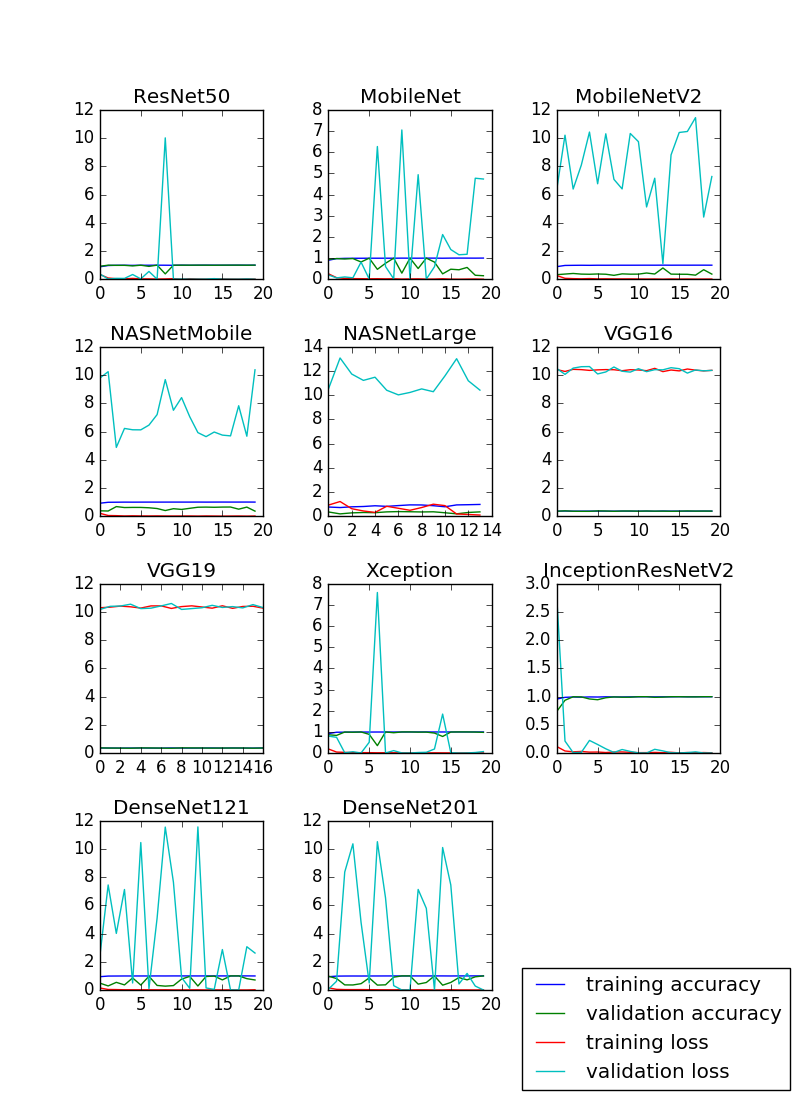 ResNet50 MobileNet MobileNetV2
12 8 12
10 7 10
8 6 8
6 5 6
4 4 4
2 3 2
0 2 0
1
0
0 5 10 15 20 0 5 10 15 20 0 5 10 15 20
NASNetMobile NASNetLarge VGG16
12 14 12
10 12 10
8 10 8
6 8 6
4 6 4
2 4 2
0 2 0
0
0 5 10 15 20 0 2 4 6 8 10 12 14 0 5 10 15 20
VGG19 Xception InceptionResNetV2
12 8 3.0
10 7 2.5
8 6 2.0
6 5 1.5
4 4 1.0
2 3 0.5
0 2 0.0
1
0
0 2 4 6 8 10 12 14 16 0 5 10 15 20 0 5 10 15 20
DenseNet121 DenseNet201
12 12
10 10
8 8
6 6
4 4
2 2
0 0
0 5 10 15 20 0 5 10 15 20
training accuracy
validation accuracy
training loss
validation loss